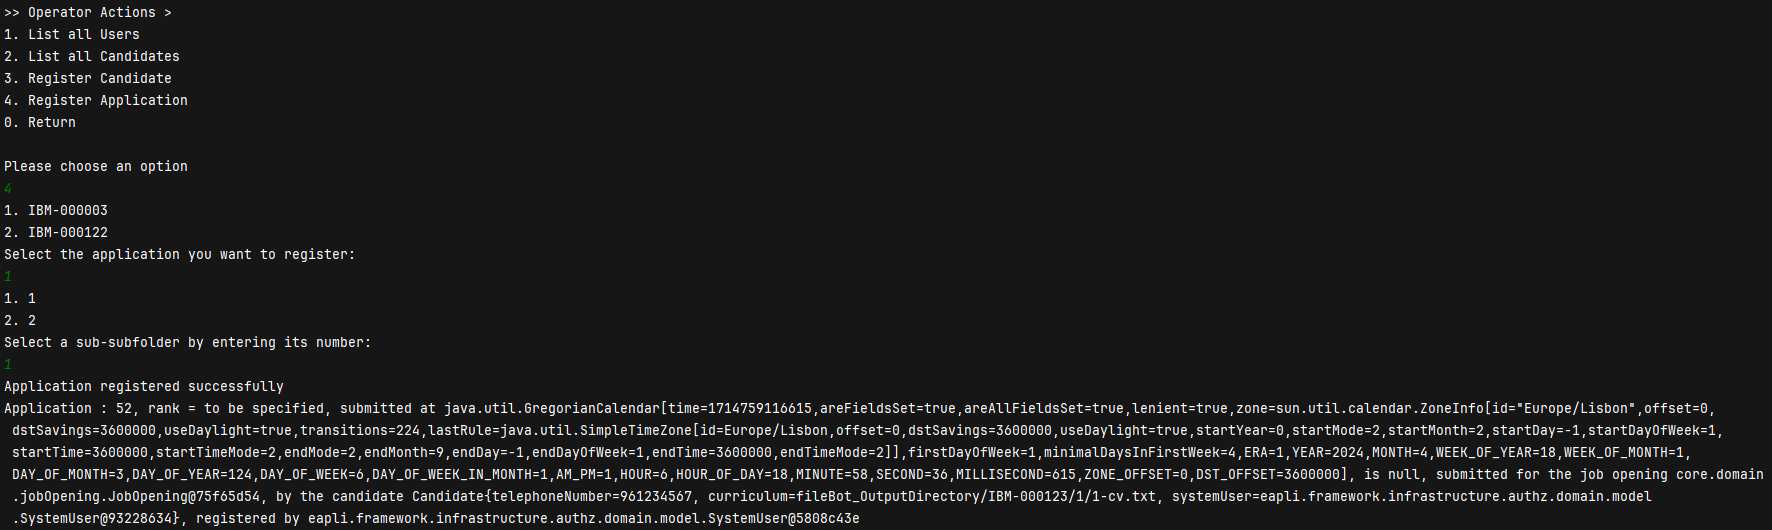 >> Operator Actions >
1. List all Users
2. List all Candidates
3. Register Candidate
4. Register Application
0. Return
Please choose an option
4
1. IBM-000003
2. IBM-000122
Select the application you want to register:
1
1. 1
2. 2
Select a sub-subfolder by entering its number:
1
Application registered successfully
Application : 52, rank = to be specified, submitted at java.util.GregorianCalendar[time=1714759116615,areFieldsSet=true,areAllFieldsSet=true,lenient=true,zone=sun.util.calendar.ZoneInfo[id="Europe/Lisbon",offset=0,
dstSavings=3600000,useDaylight=true,transitions=224,lastRule=java.util.SimpleTimeZone[id=Europe/Lisbon,offset=0,dstSavings=3600000,useDaylight=true,startYear=0,startMode=2,startMonth=2,startDay=-1,startDayOfWeek=1,
startTime=3600000,startTimeMode=2,endMode=2,endMonth=9,endDay=-1,endDayOfWeek=1,endTime=3600000,endTimeMode=2]],firstDayOfWeek=1,minimalDaysInFirstWeek=4,ERA=1,YEAR=2024,MONTH=4,WEEK_OF_YEAR=18,WEEK_OF_MONTH=1,
DAY_OF_MONTH=3,DAY_OF_YEAR=124,DAY_OF_WEEK=6,DAY_OF_WEEK_IN_MONTH=1,AM_PM=1,HOUR=6,HOUR_OF_DAY=18,MINUTE=58,SECOND=36,MILLISECOND=615,ZONE_OFFSET=0,DST_OFFSET=3600000], is null, submitted for the job opening core.domain
.jobOpening.JobOpening@75f65d54, by the candidate Candidate{telephoneNumber=961234567, curriculum=fileBot_OutputDirectory/IBM-000123/1/1-cv.txt, systemUser=eapli.framework.infrastructure.authz.domain.model
.SystemUser@93228634}, registered by eapli.framework.infrastructure.authz.domain.model.SystemUser@5808c43e